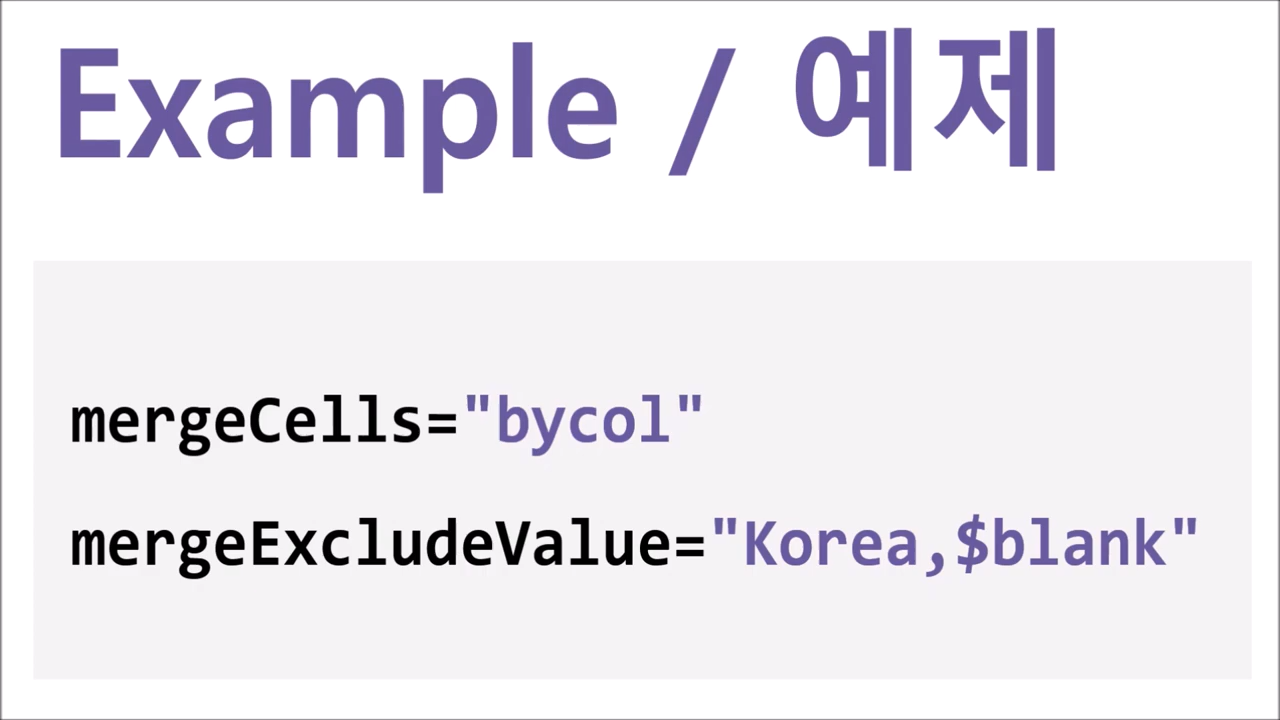 Example / 예제
mergeCells="bycol"
mergeExcludeValue="Korea,$blank"